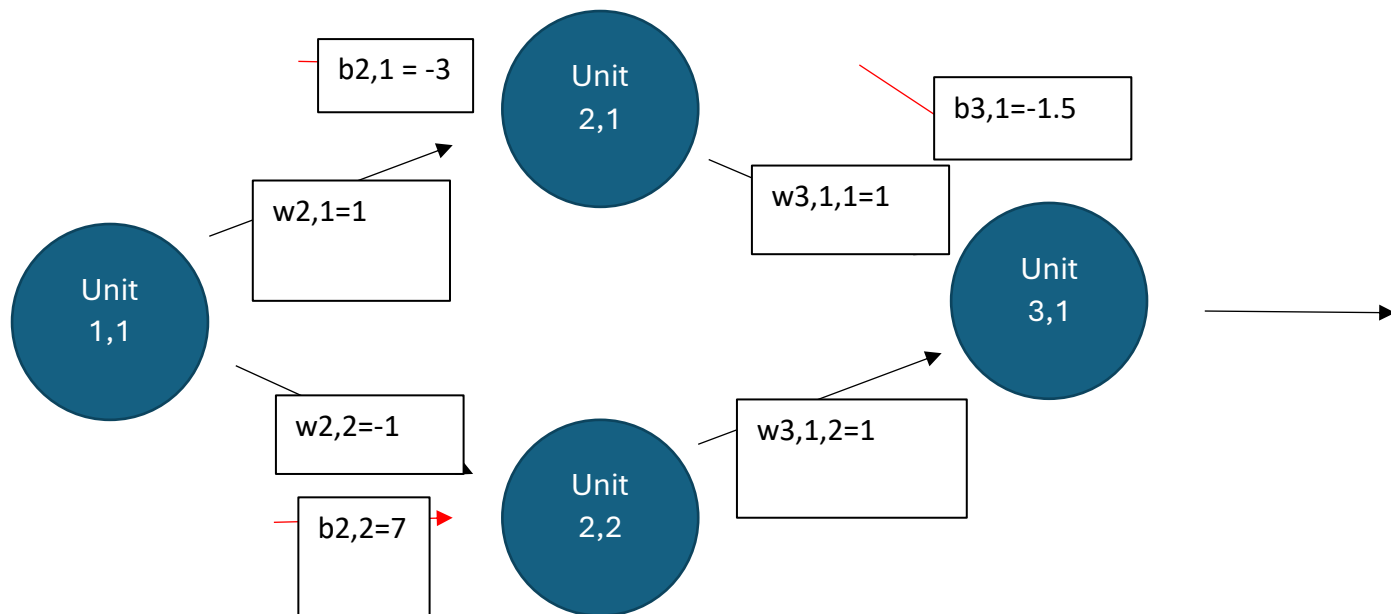 b2,1 = -3
Unit
2,1
b3,1=-1.5
w2,1=1
w3,1,1=1
Unit
1,1
Unit
3,1
w2,2=-1
w3,1,2=1
b2,2=7
Unit
2,2